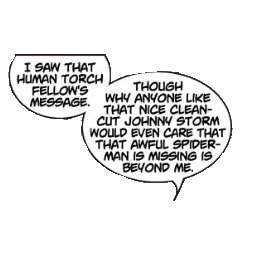 I SAW THAT
HUMAN TORCH
FELLOW'S
MESSAGE.
THOUGH
WHY ANYONE LIKE
THAT NICE CLEAN-
CUT JOHNNY STORM
WOULD EVEN CARE THAT
THAT AWFUL SPIDER-
MAN IS MISSING IS
BEYOND ME.